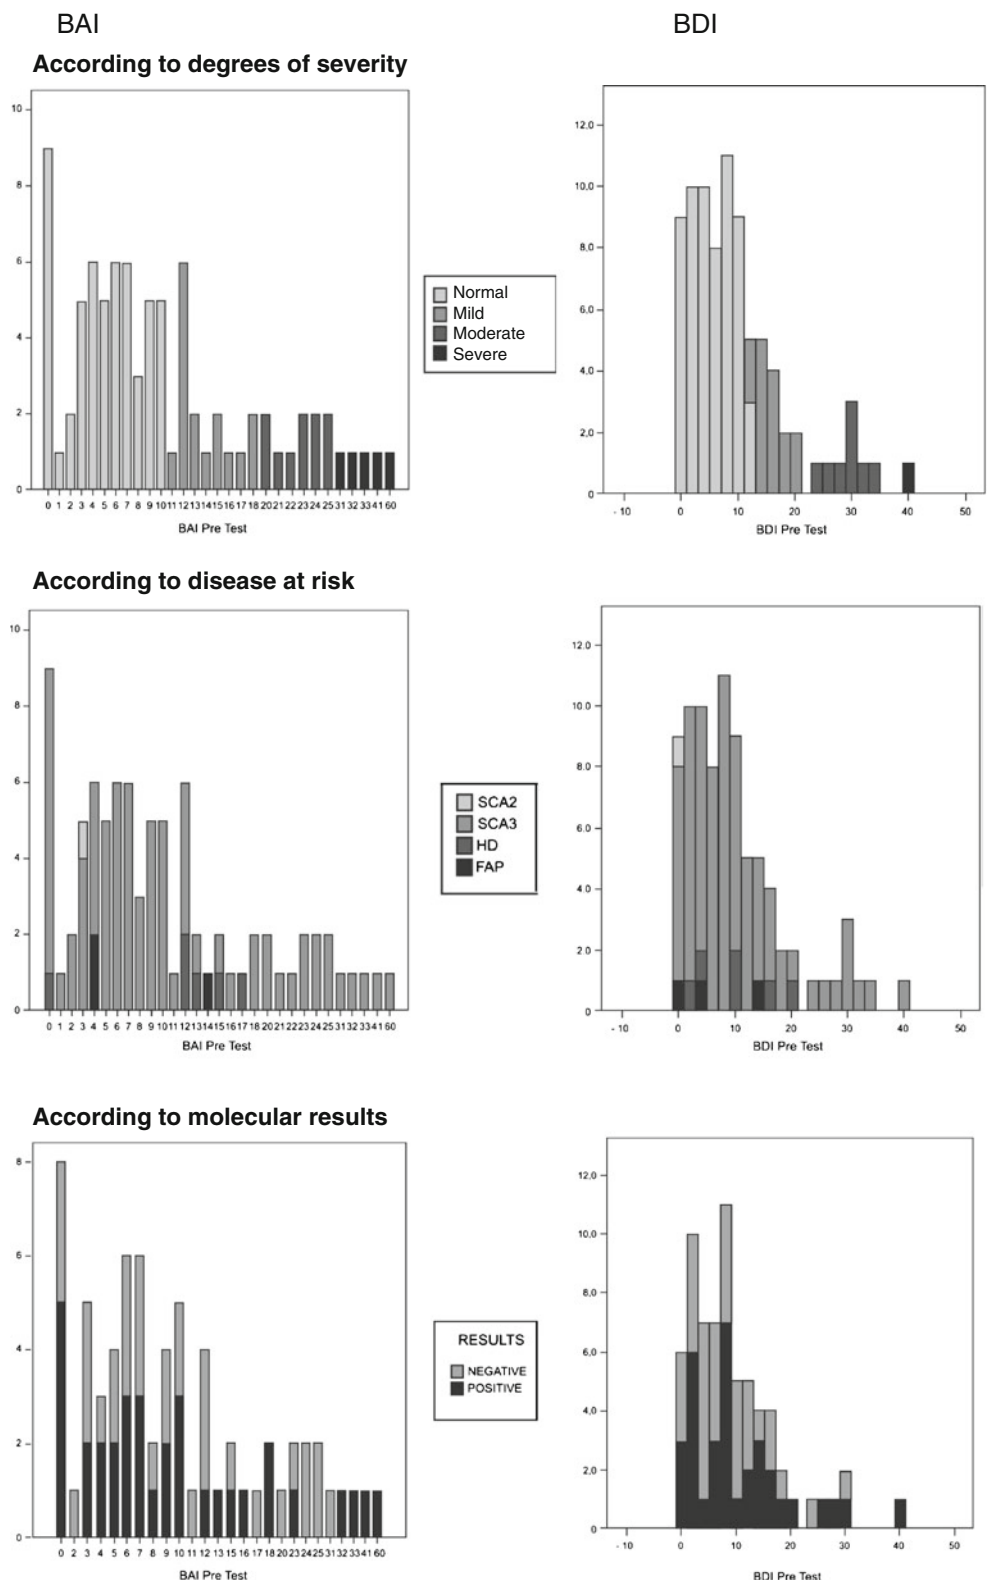 BAI
BDI
According to degrees of severity
10
8
6
4
2
0
0 1 2 3 4 5 6 7 8 9 10 11 12 13 14 15 16 17 18 20 21 22 23 24 25 31 32 33 41 60
BAI Pre Test
Normal
Mild
Moderate
Severe
12.0
10.0
8.0
6.0
4.0
2.0
0
-10 0 10 20 30 40 50
BDI Pre Test
According to disease at risk
10
8
6
4
2
0
0 1 2 3 4 5 6 7 8 9 10 11 12 13 14 15 16 17 18 20 21 22 23 24 25 31 32 33 41 60
BAI Pre Test
SCA2
SCA3
HD
FAP
12.0
10.0
8.0
6.0
4.0
2.0
0
-10 0 10 20 30 40 50
BDI Pre Test
According to molecular results
8
6
4
2
0
0 2 3 4 5 6 7 8 9 10 11 12 13 15 16 17 18 20 23 24 25 31 32 33 41 60
BAI Pre Test
RESULTS
NEGATIVE
POSITIVE
12.0
10.0
8.0
6.0
4.0
2.0
0
-10 0 10 20 30 40 50
BDI Pre Test